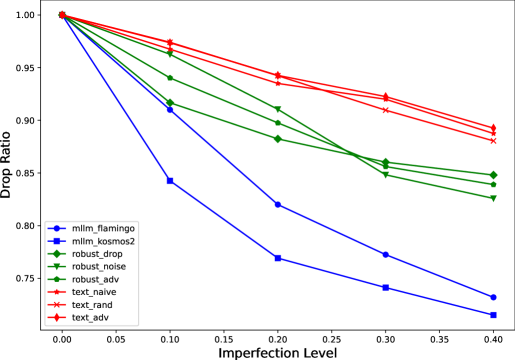 Drop Ratio
1.00
0.95
0.90
0.85
0.80
0.75
mllm_flamingo
mllm_kosmos2
robust_drop
robust_noise
robust_adv
text_naive
text_rand
text_adv
0.00 0.05 0.10 0.15 0.20 0.25 0.30 0.35 0.40
Imperfection Level